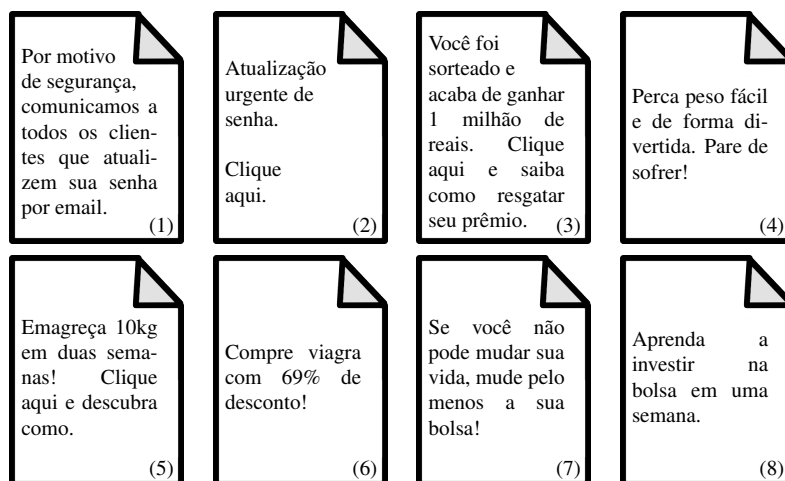 Por motivo
de segurança,
comunicamos a
todos os clien-
tes que atuali-
zem sua senha
por email.
(1)
Atualização
urgente de
senha.
Clique
aqui.
(2)
Você foi
sorteado e
acaba de ganhar
1 milhão de
reais. Clique
aqui e saiba
como resgatar
seu prêmio.
(3)
Perca peso fácil
e de forma di-
vertida. Pare de
sofrer!
(4)
Emagreça 10kg
em duas sema-
nas! Clique
aqui e descubra
como.
(5)
Compre viagra
com 69% de
desconto!
(6)
Se você não
pode mudar sua
vida, mude pelo
menos a sua
bolsa!
(7)
Aprenda a
investir na
bolsa em uma
semana.
(8)